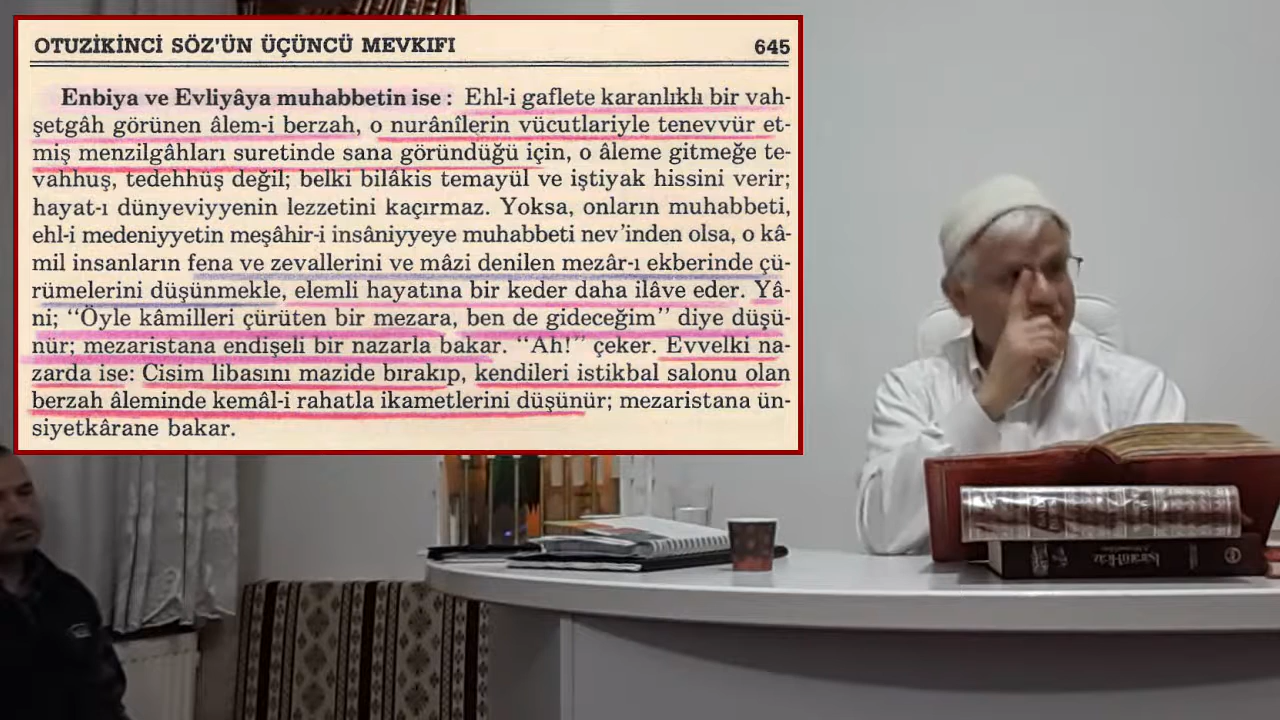 OTUZİKİNCİ SÖZ'ÜN ÜÇÜNCÜ MEVKIFI
645
Enbiya ve Evliyâya muhabbetin ise : Ehl-i gaflete karanlıklı bir vah-
şetgâh görünen âlem-i berzah, o nurânîlerin vücutlariyle tenevvür et-
miş menzilgâhları suretinde sana göründüğü için, o âleme gitmeğe te-
vahhuş, tedehhüş değil; belki bilâkis temayül ve iştiyak hissini verir;
hayat-ı dünyeviyyenin lezzetini kaçırmaz. Yoksa, onların muhabbeti,
ehl-i medeniyyetin meşâhir-i insâniyyeye muhabbeti nev'inden olsa, o kâ-
mil insanların fena ve zevallerini ve mâzi denilen mezâr-ı ekberinde çü-
rümelerini düşünmekle, elemli hayatına bir keder daha ilâve eder. Yâ-
ni; "Öyle kâmilleri çürüten bir mezara, ben de gideceğim" diye düşü-
nür; mezaristana endişeli bir nazarla bakar. "Ah!" çeker. Evvelki na-
zarda ise: Cisim libasını mazide bırakıp, kendileri istikbal salonu olan
berzah âleminde kemâl-i rahatla ikametlerini düşünür; mezaristana ün-
siyetkârane bakar.